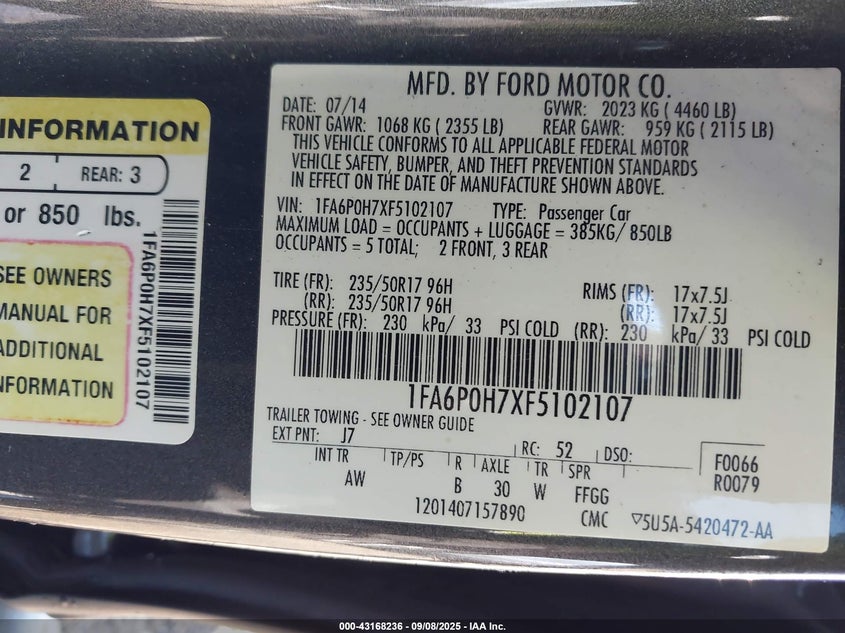 INFORMATION
2 REAR: 3
or 850 lbs.
SEE OWNERS
MANUAL FOR
ADDITIONAL
INFORMATION
1FA6P0H7XF5102107
MFD. BY FORD MOTOR CO.
DATE: 07/14 GVWR: 2023 KG ( 4460 LB)
FRONT GAWR: 1068 KG ( 2355 LB) REAR GAWR: 959 KG ( 2115 LB)
THIS VEHICLE CONFORMS TO ALL APPLICABLE FEDERAL MOTOR
VEHICLE SAFETY, BUMPER, AND THEFT PREVENTION STANDARDS
IN EFFECT ON THE DATE OF MANUFACTURE SHOWN ABOVE.
VIN: 1FA6P0H7XF5102107 TYPE: Passenger Car
MAXIMUM LOAD = OCCUPANTS + LUGGAGE = 385KG/ 850LB
OCCUPANTS = 5 TOTAL; 2 FRONT, 3 REAR
TIRE (FR): 235/50R17 96H RIMS (FR): 17x7.5J
(RR): 235/50R17 96H (RR): 17x7.5J
PRESSURE (FR): 230 kPa/ 33 PSI COLD (RR): 230 kPa/ 33 PSI COLD
1FA6P0H7XF5102107
TRAILER TOWING - SEE OWNER GUIDE
EXT PNT: J7 RC: 52 DSO:
INT TR TP/PS R AXLE TR SPR F0066
AW B 30 W FFGG R0079
1201407157890 CMC ▽5U5A-5420472-AA
000-43168236 - 09/08/2025 - IAA Inc.